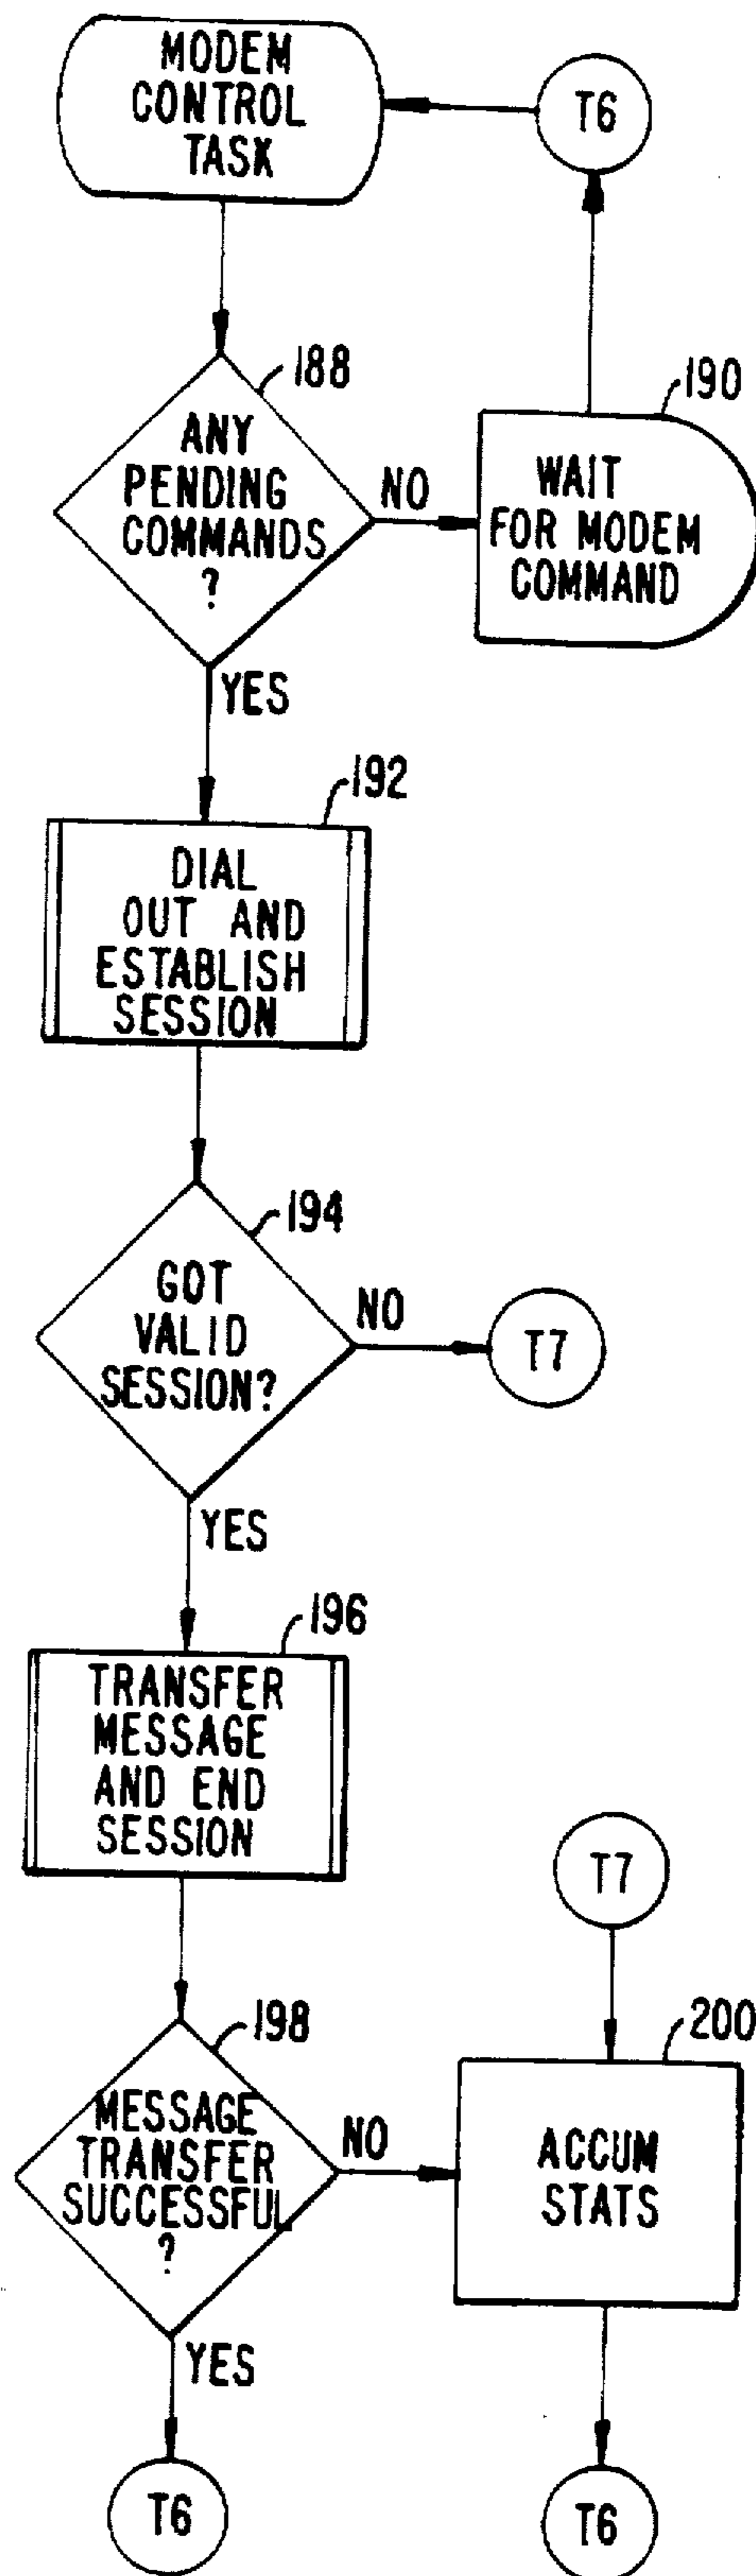 MODEM
CONTROL
TASK
T6
188
ANY
PENDING
COMMANDS
?
NO
190
WAIT
FOR MODEM
COMMAND
YES
192
DIAL
OUT AND
ESTABLISH
SESSION
194
GOT
VALID
SESSION?
NO
T7
YES
196
TRANSFER
MESSAGE
AND END
SESSION
T7
198
MESSAGE
TRANSFER
SUCCESSFUL
?
NO
200
ACCUM
STATS
YES
T6
T6